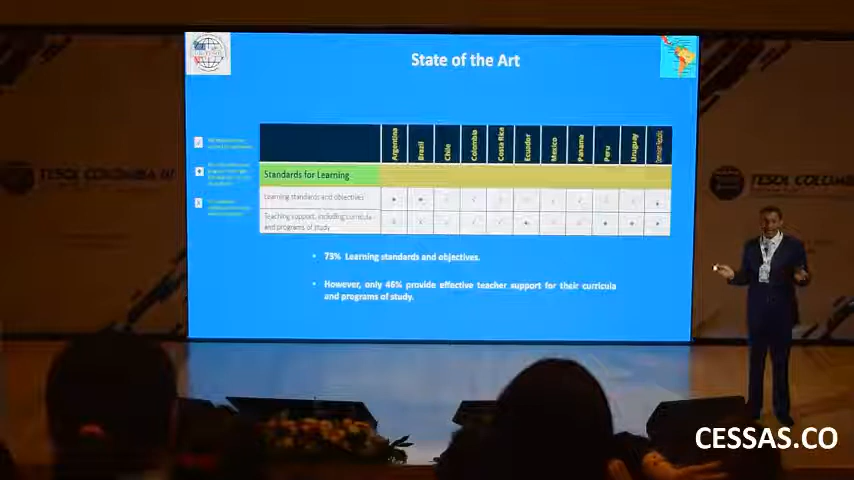 State of the Art
Argentina
Brazil
Chile
Colombia
Costa Rica
Ecuador
Mexico
Panama
Peru
Uruguay
Standards for Learning
Learning standards and objectives
Teaching support, including curricula
and programs of study
• 73% Learning standards and objectives.
• However, only 46% provide effective teacher support for their curricula
and programs of study.
TESOL COLOMBIA
TESOL COLOMB
CESSAS.CO